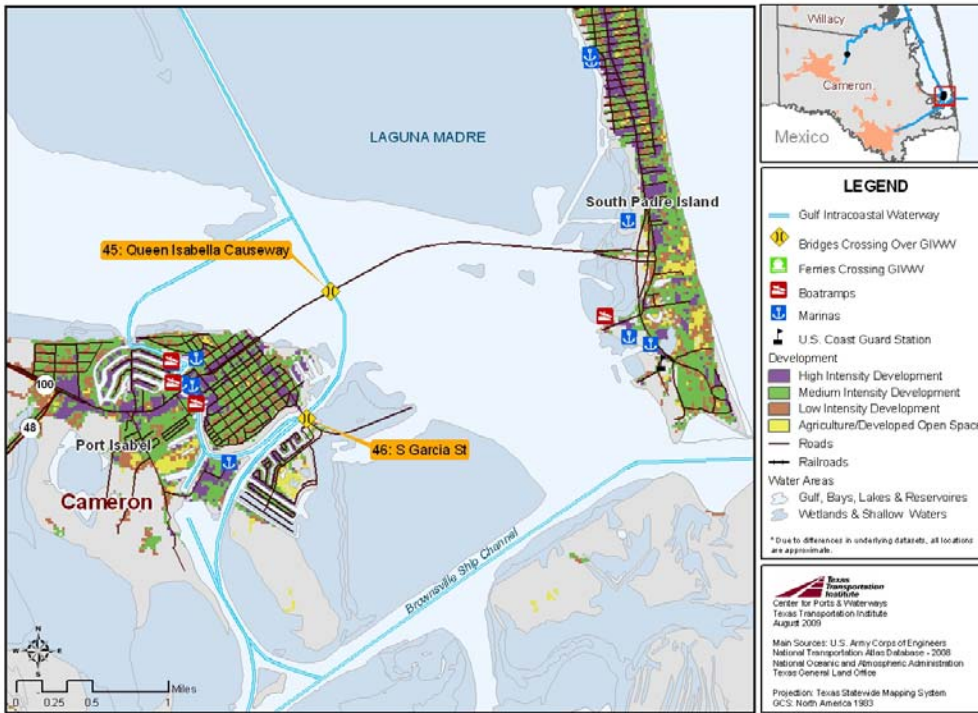 LAGUNA MADRE
South Padre Island
45: Queen Isabella Causeway
100
48
Port Isabel
46: S Garcia St
Cameron
Brownsville Ship Channel
N
W E
S
0 0.25 0.5 1 Miles
Willacy
Cameron
Mexico
LEGEND
Gulf Intracoastal Waterway
Bridges Crossing Over GIWW
Ferries Crossing GIWW
Boatramps
Marinas
U.S. Coast Guard Station
Development
High Intensity Development
Medium Intensity Development
Low Intensity Development
Agriculture/Developed Open Space
Roads
Railroads
Water Areas
Gulf, Bays, Lakes & Reservoires
Wetlands & Shallow Waters
* Due to differences in underlying datasets, all locations
are approximate.
Texas
Transportation
Institute
Center for Ports & Waterways
Texas Transportation Institute
August 2009
Main Sources: U.S. Army Corps of Engineers
National Transportation Atlas Database - 2008
National Oceanic and Atmospheric Administration
Texas General Land Office
Projection: Texas Statewide Mapping System
GCS: North America 1983